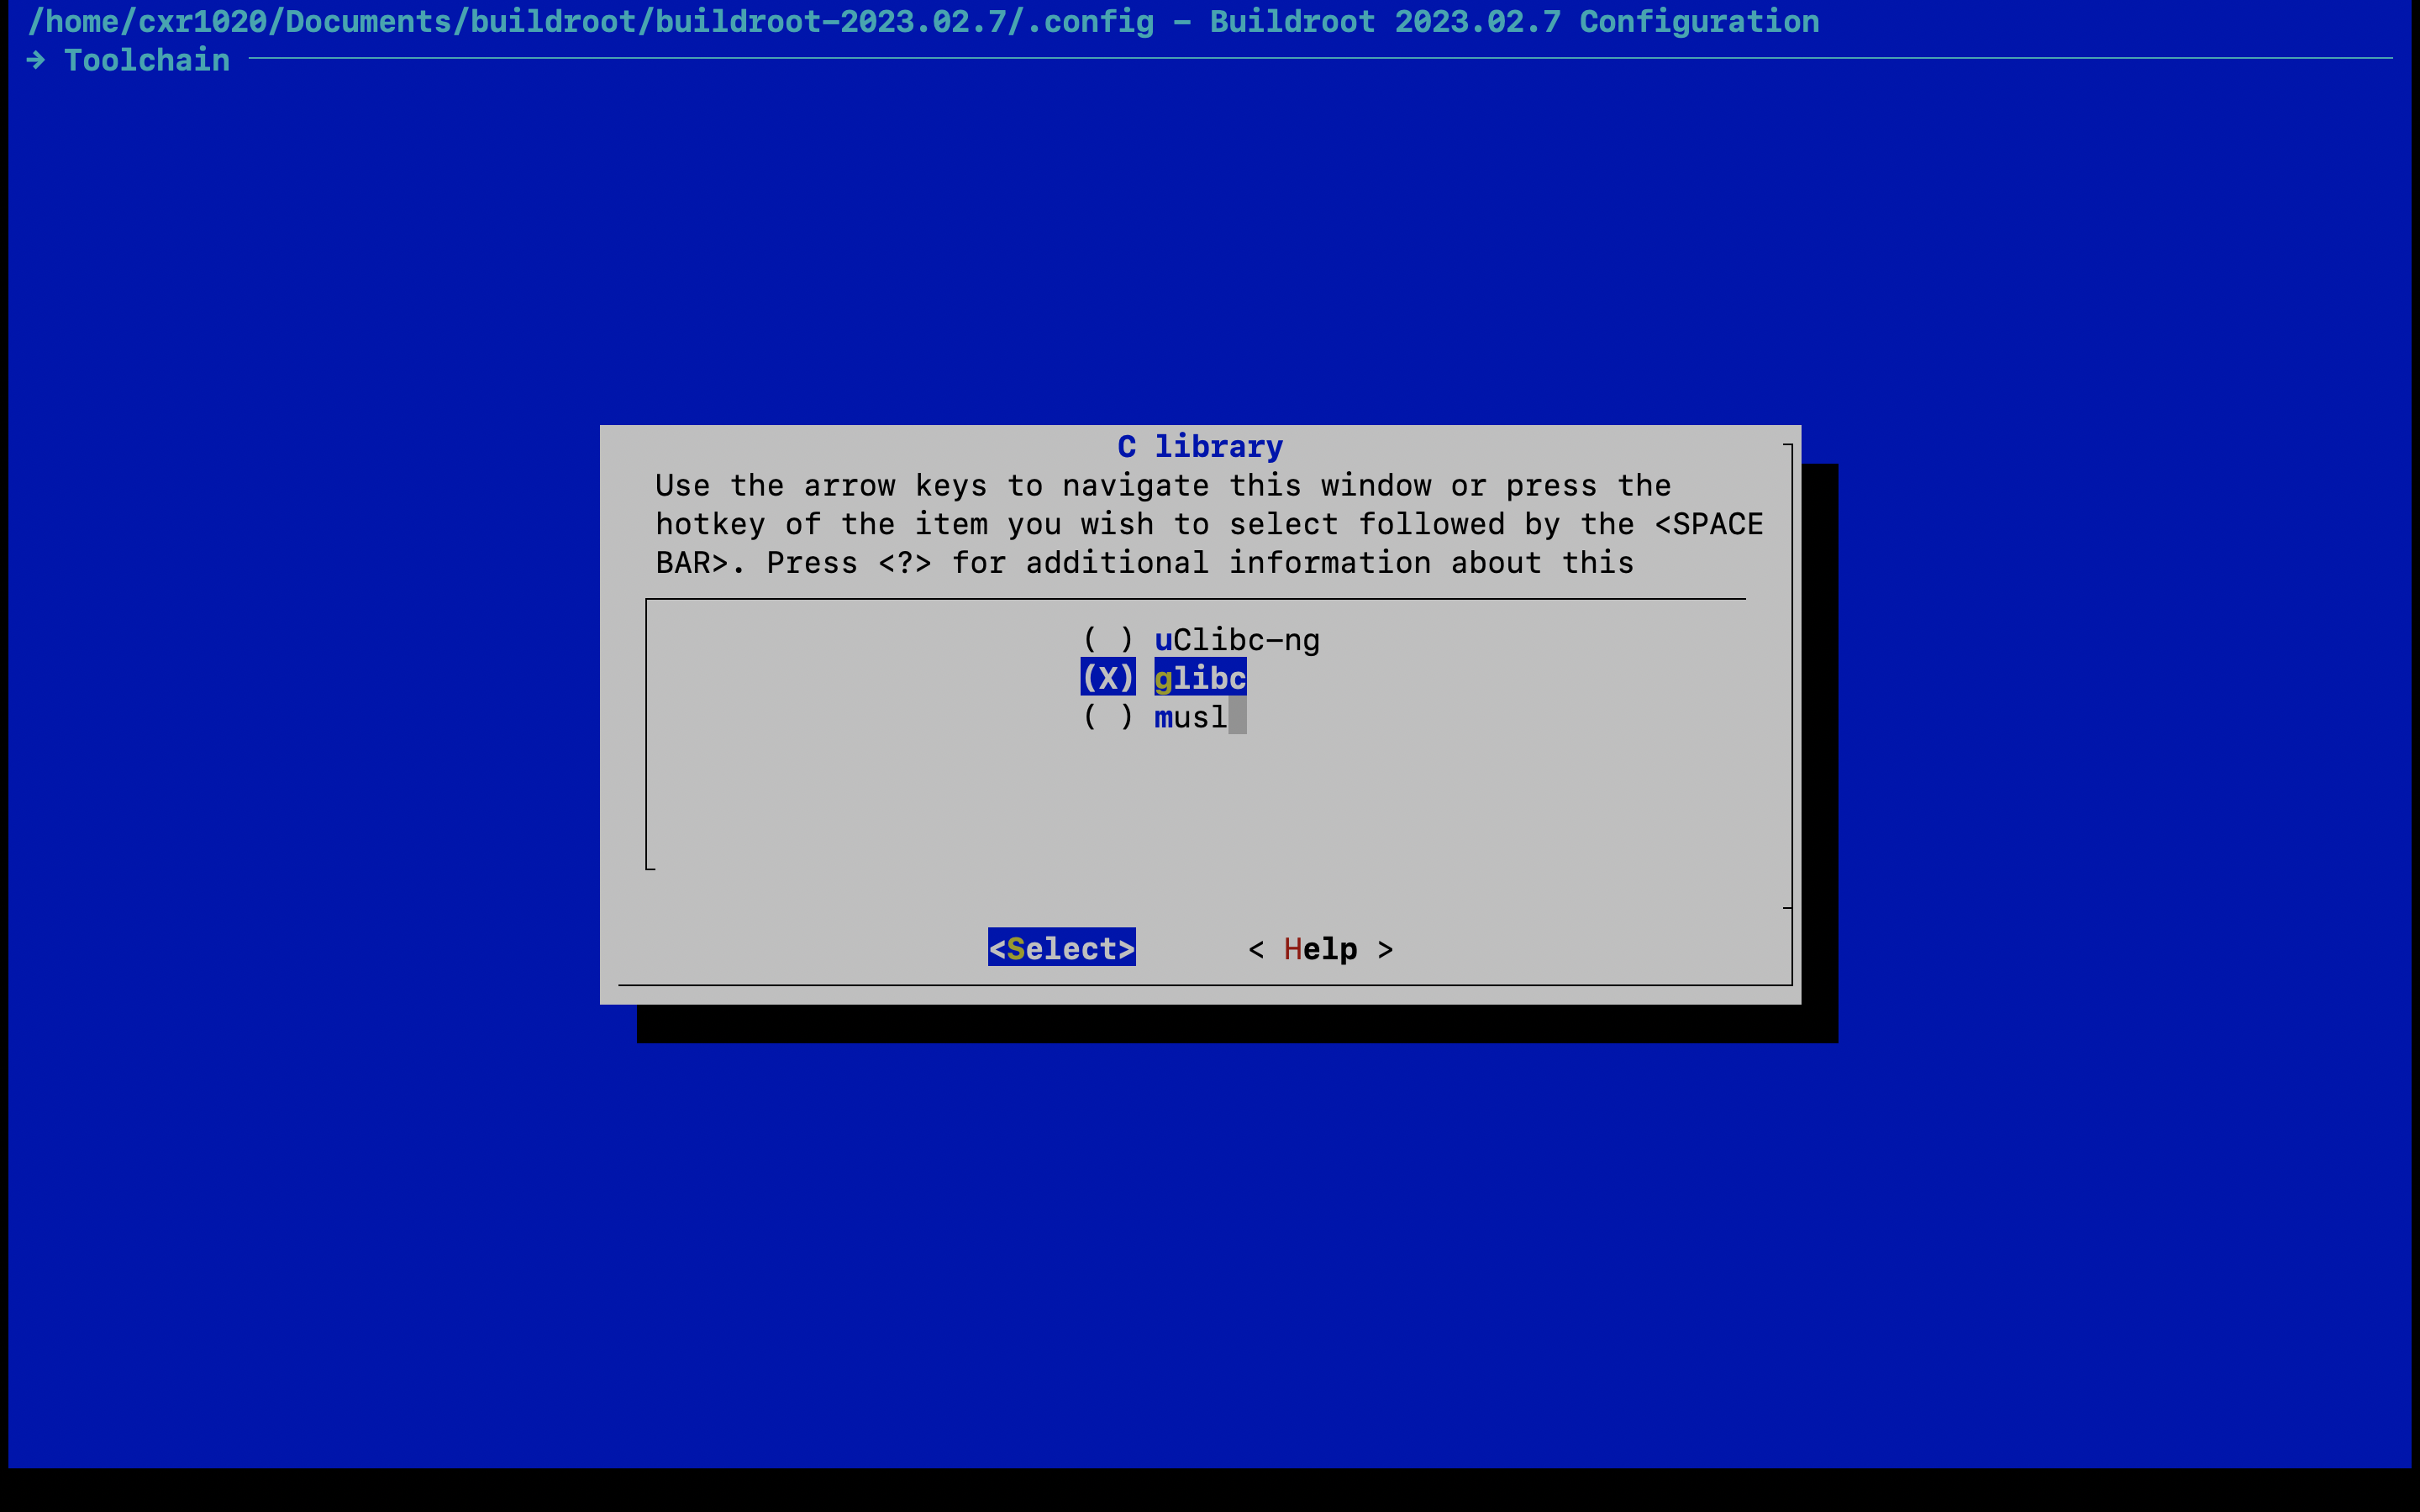 /home/cxr1020/Documents/buildroot/buildroot-2023.02.7/.config - Buildroot 2023.02.7 Configuration
→ Toolchain
C library
Use the arrow keys to navigate this window or press the
hotkey of the item you wish to select followed by the <SPACE
BAR>. Press <?> for additional information about this
( ) uClibc-ng
(X) glibc
( ) musl
<Select> < Help >